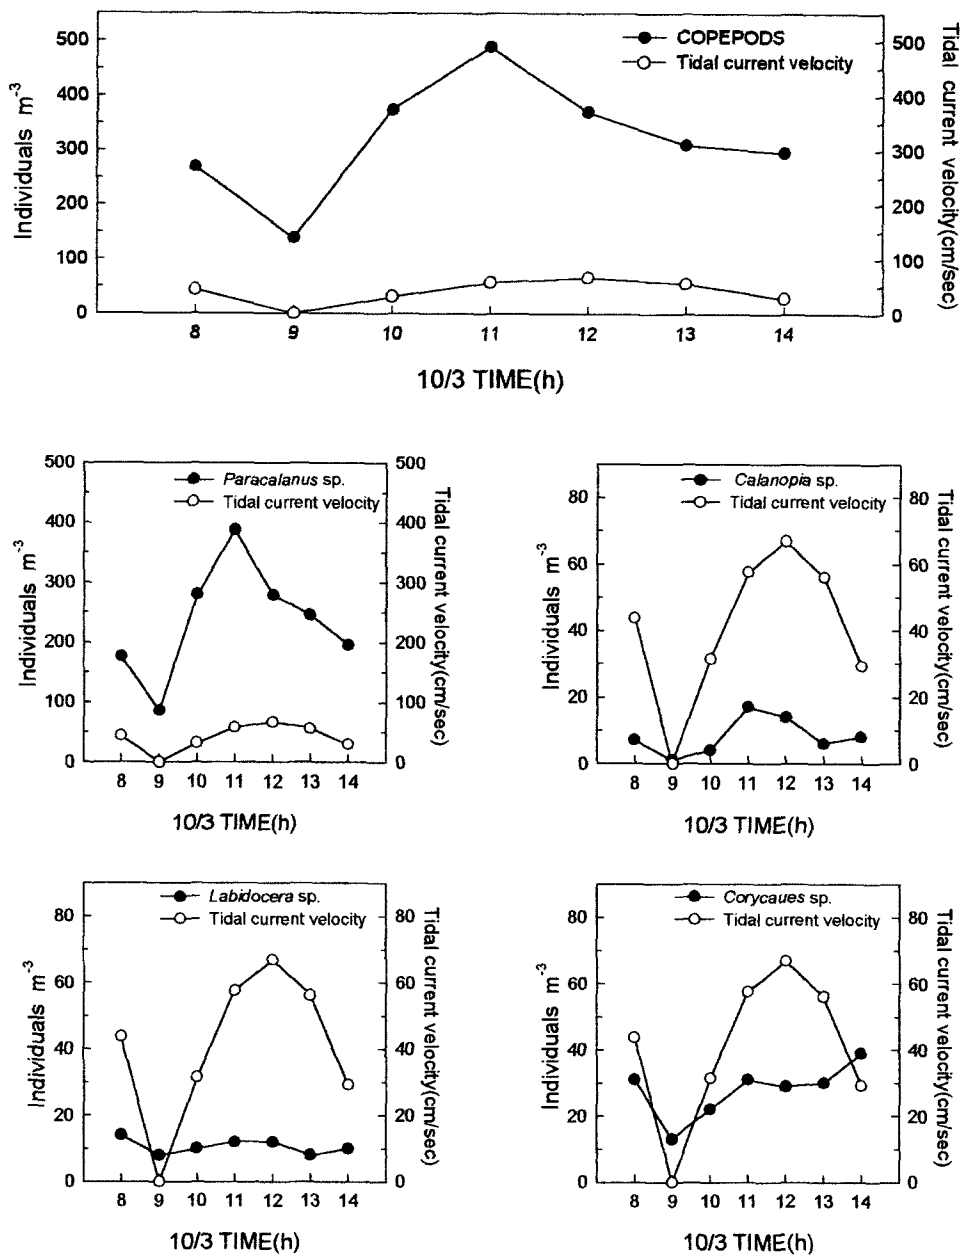 COPEPODS
Tidal current velocity
Individuals m-3
500
400
300
200
100
0
Tidal current velocity(cm/sec)
500
400
300
200
100
0
8 9 10 11 12 13 14
10/3 TIME(h)
Paracalanus sp.
Tidal current velocity
Individuals m-3
500
400
300
200
100
0
Tidal current velocity(cm/sec)
500
400
300
200
100
0
8 9 10 11 12 13 14
10/3 TIME(h)
Calanopia sp.
Tidal current velocity
Individuals m-3
80
60
40
20
0
Tidal current velocity(cm/sec)
80
60
40
20
0
8 9 10 11 12 13 14
10/3 TIME(h)
Labidocera sp.
Tidal current velocity
Individuals m-3
80
60
40
20
0
Tidal current velocity(cm/sec)
80
60
40
20
0
8 9 10 11 12 13 14
10/3 TIME(h)
Corycaues sp.
Tidal current velocity
Individuals m-3
80
60
40
20
0
Tidal current velocity(cm/sec)
80
60
40
20
0
8 9 10 11 12 13 14
10/3 TIME(h)